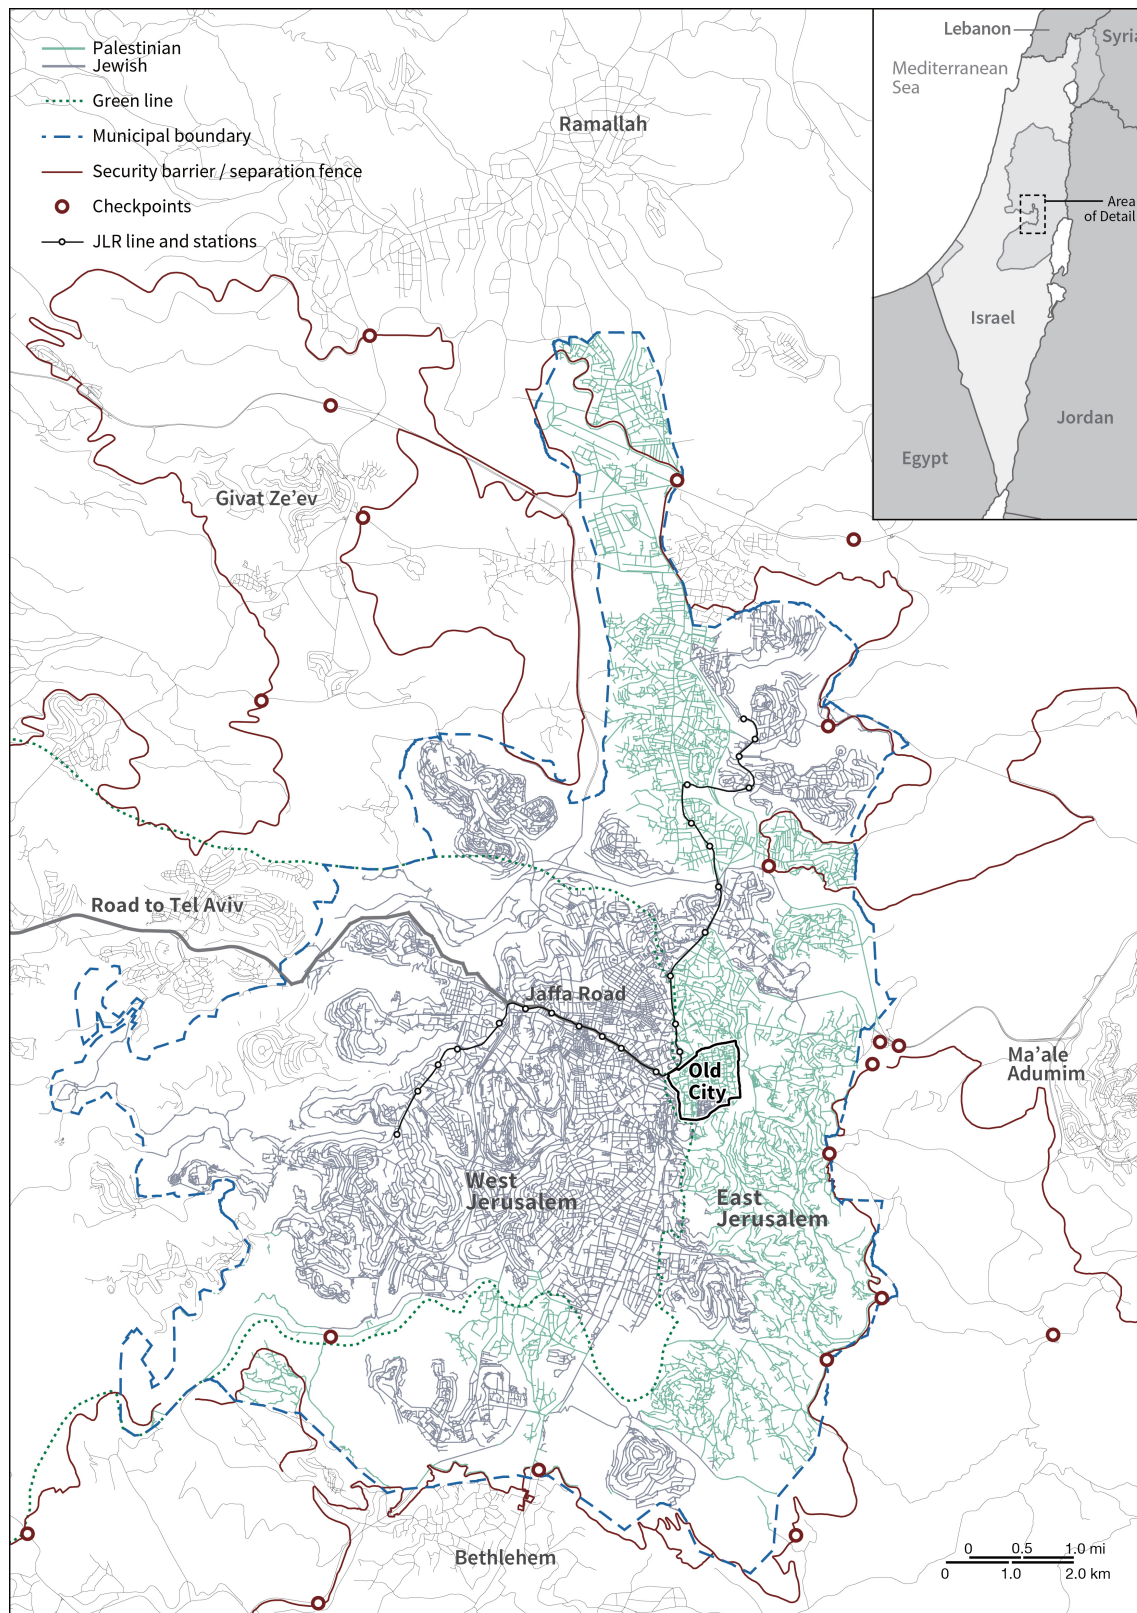 Palestinian
Jewish
Green line
Municipal boundary
Security barrier / separation fence
Checkpoints
JLR line and stations
Lebanon
Syria
Mediterranean
Sea
Area
of Detail
Israel
Jordan
Egypt
Ramallah
Givat Ze’ev
Road to Tel Aviv
Jaffa Road
Old
City
Ma’ale
Adumim
West
Jerusalem
East
Jerusalem
Bethlehem
0 0.5 1.0 mi
0 1.0 2.0 km